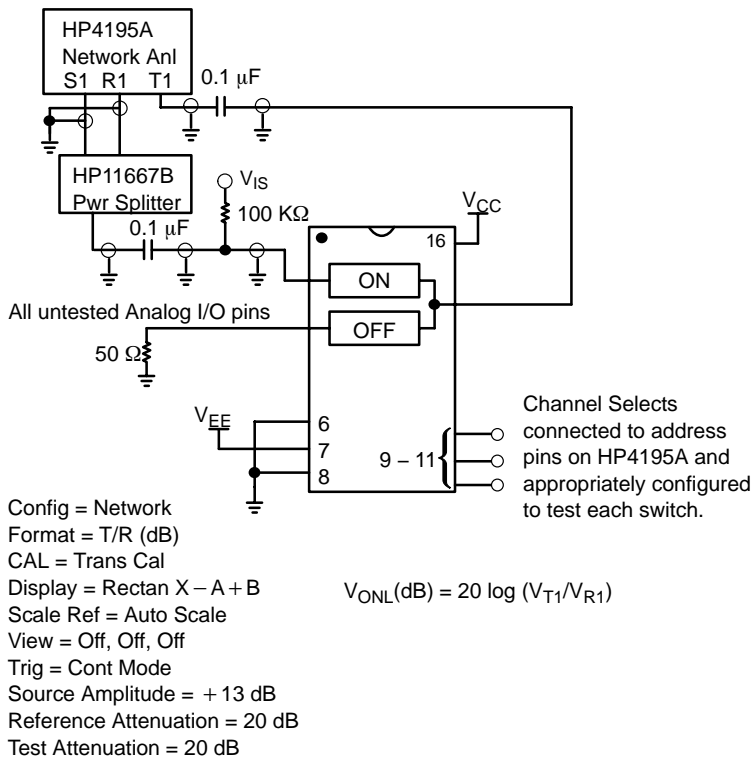 HP4195A
Network Anl
S1 R1 T1
0.1 μF
HP11667B
Pwr Splitter
V_IS
100 KΩ
0.1 μF
V_CC
16
ON
OFF
All untested Analog I/O pins
50 Ω
V_EE
6
7
8
9 – 11
Channel Selects
connected to address
pins on HP4195A and
appropriately configured
to test each switch.
Config = Network
Format = T/R (dB)
CAL = Trans Cal
Display = Rectan X – A + B
Scale Ref = Auto Scale
View = Off, Off, Off
Trig = Cont Mode
Source Amplitude = + 13 dB
Reference Attenuation = 20 dB
Test Attenuation = 20 dB
V_ONL(dB) = 20 log (V_T1/V_R1)